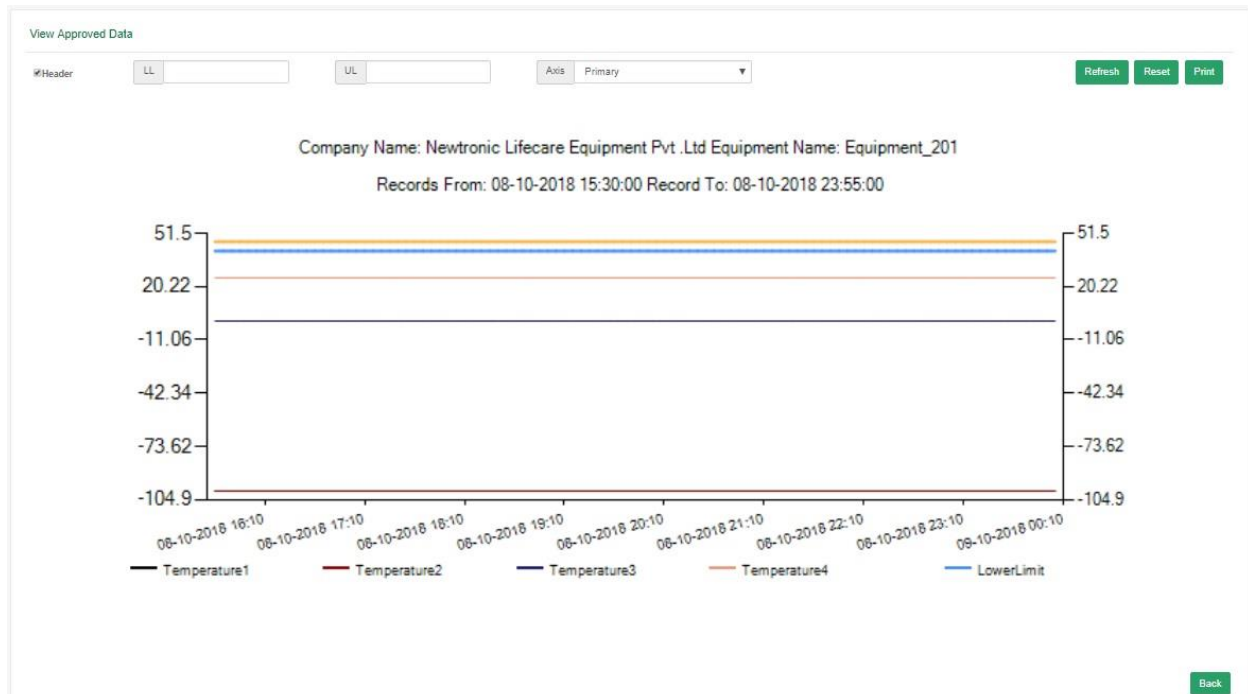 View Approved Data
Header LL UL Axis Primary Refresh Reset Print
Company Name: Newtronic Lifecare Equipment Pvt .Ltd Equipment Name: Equipment_201
Records From: 08-10-2018 15:30:00 Record To: 08-10-2018 23:55:00
51.5 51.5
20.22 20.22
-11.06 -11.06
-42.34 -42.34
-73.62 -73.62
-104.9 -104.9
08-10-2018 16:10 08-10-2018 17:10 08-10-2018 18:10 08-10-2018 19:10 08-10-2018 20:10 08-10-2018 21:10 08-10-2018 22:10 08-10-2018 23:10 09-10-2018 00:10
Temperature1 Temperature2 Temperature3 Temperature4 LowerLimit
Back